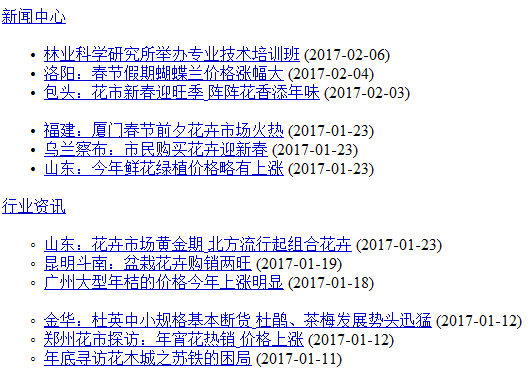 新闻中心
林业科学研究所举办专业技术培训班 (2017-02-06)
洛阳：春节假期蝴蝶兰价格涨幅大 (2017-02-04)
包头：花市新春迎旺季 阵阵花香添年味 (2017-02-03)
福建：厦门春节前夕花卉市场火热 (2017-01-23)
乌兰察布：市民购买花卉迎新春 (2017-01-23)
山东：今年鲜花绿植价格略有上涨 (2017-01-23)
行业资讯
山东：花卉市场黄金期 北方流行起组合花卉 (2017-01-23)
昆明斗南：盆栽花卉购销两旺 (2017-01-19)
广州大型年桔的价格今年上涨明显 (2017-01-18)
金华：杜英中小规格基本断货 杜鹃、茶梅发展势头迅猛 (2017-01-12)
郑州花市探访：年宵花热销 价格上涨 (2017-01-12)
年底寻访花木城之苏铁的困局 (2017-01-11)